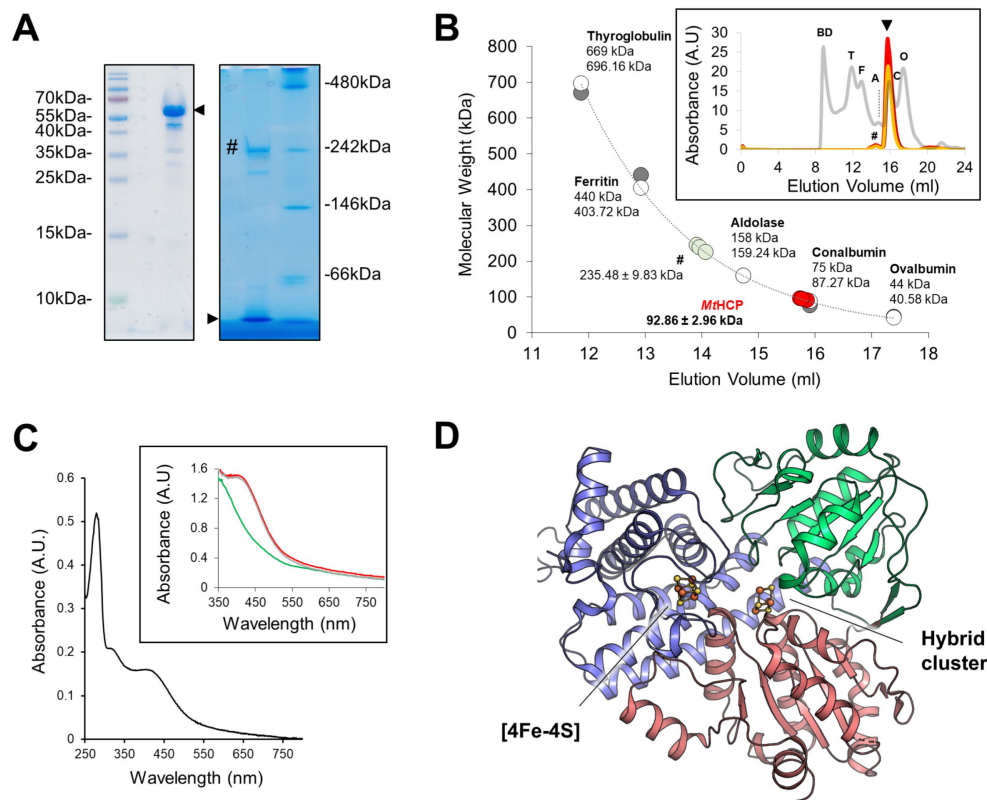 A
70kDa-
55kDa-
40kDa-
35kDa-
25kDa-
15kDa-
10kDa-
#
-480kDa
-242kDa
-146kDa
-66kDa
B
Molecular Weight (kDa)
800
700
600
500
400
300
200
100
0
11 12 13 14 15 16 17 18
Elution Volume (ml)
Thyroglobulin
669 kDa
696.16 kDa
Ferritin
440 kDa
403.72 kDa
#
235.48 ± 9.83 kDa
Aldolase
158 kDa
159.24 kDa
MtHCP
92.86 ± 2.96 kDa
Conalbumin
75 kDa
87.27 kDa
Ovalbumin
44 kDa
40.58 kDa
Absorbance (A.U)
30
25
20
15
10
5
0
BD T F A C O
#
0 4 8 12 16 20 24
Elution Volume (ml)
C
Absorbance (A.U.)
0.6
0.5
0.4
0.3
0.2
0.1
0
250 350 450 550 650 750
Wavelength (nm)
Absorbance (A.U)
1.6
1.2
0.8
0.4
0
350 450 550 650 750
Wavelength (nm)
D
[4Fe-4S]
Hybrid
cluster